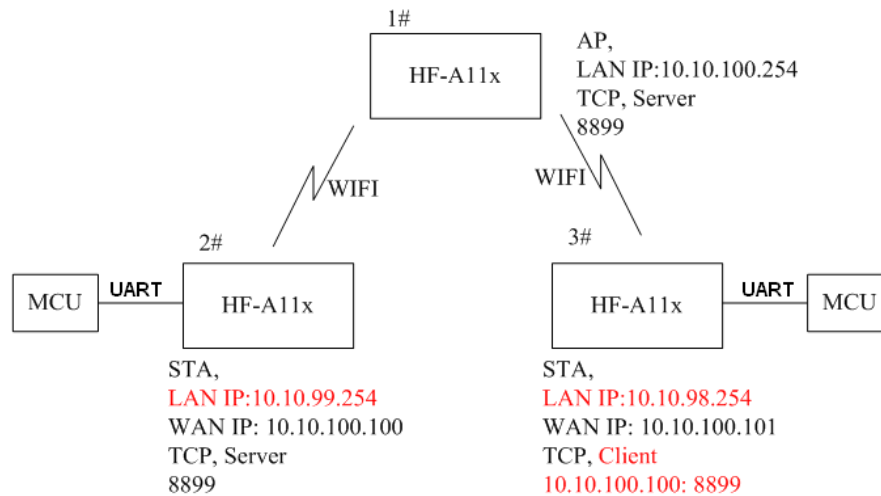 1#
HF-A11x
AP,
LAN IP:10.10.100.254
TCP, Server
8899
WIFI
WIFI
2#
3#
MCU
UART
HF-A11x
HF-A11x
UART
MCU
STA,
LAN IP:10.10.99.254
WAN IP: 10.10.100.100
TCP, Server
8899
STA,
LAN IP:10.10.98.254
WAN IP: 10.10.100.101
TCP, Client
10.10.100.100: 8899